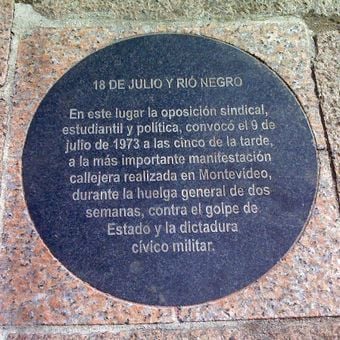 18 DE JULIO Y RIÓ NEGRO
En este lugar la oposición sindical,
estudiantil y política, convocó el 9 de
julio de 1973 a las cinco de la tarde,
a la más importante manifestación
callejera realizada en Montevideo,
durante la huelga general de dos
semanas, contra el golpe de
Estado y la dictadura
cívico militar.